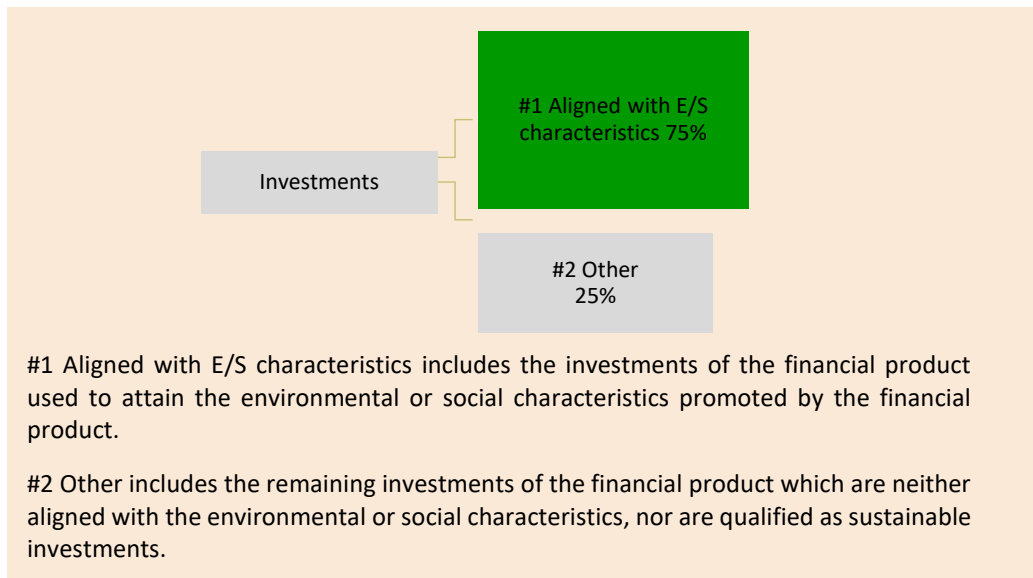 #1 Aligned with E/S
characteristics 75%
Investments
#2 Other
25%
#1 Aligned with E/S characteristics includes the investments of the financial product
used to attain the environmental or social characteristics promoted by the financial
product.
#2 Other includes the remaining investments of the financial product which are neither
aligned with the environmental or social characteristics, nor are qualified as sustainable
investments.